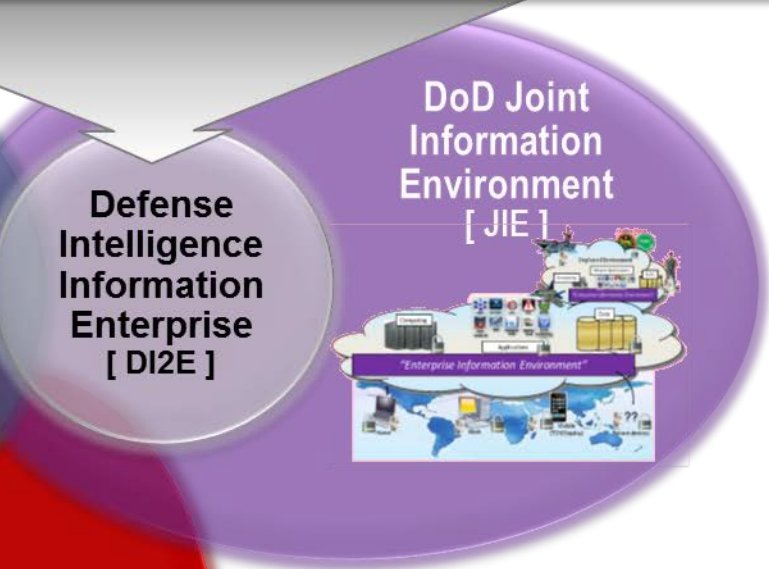 DoD Joint
Information
Environment
[ JIE ]
Defense
Intelligence
Information
Enterprise
[ DI2E ]
Computing
Data
Applications
"Enterprise Information Environment"
??